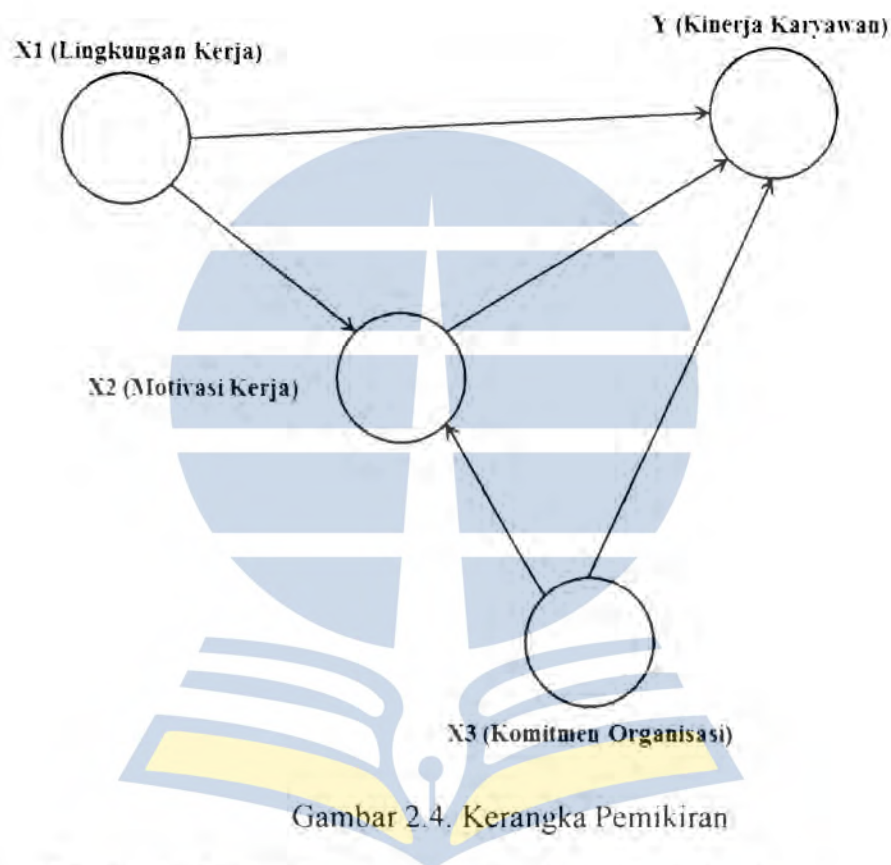 Y (Kinerja Karyawan)
X1 (Lingkungan Kerja)
X2 (Motivasi Kerja)
X3 (Komitmen Organisasi)
Gambar 2.4. Kerangka Pemikiran